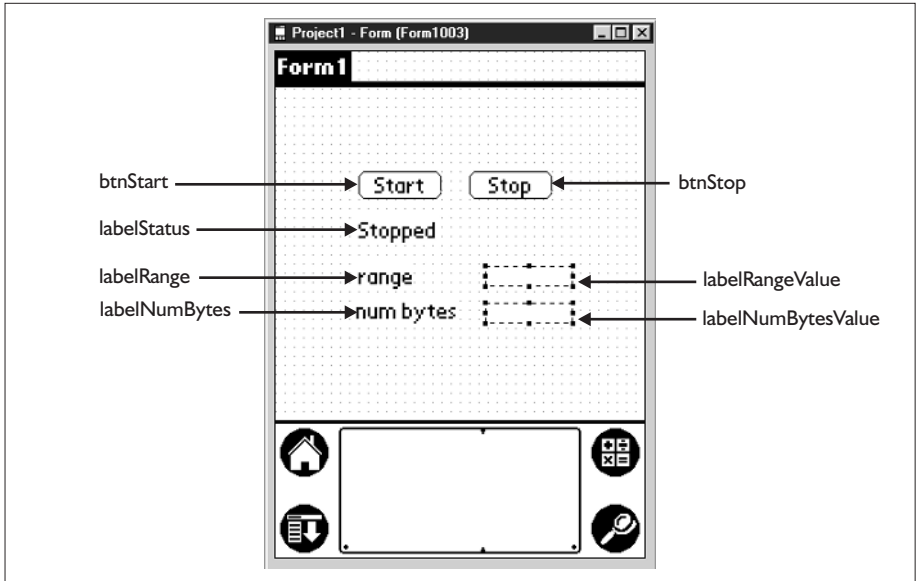 Project1 - Form (Form1003)
Form1
btnStart
Start
Stop
btnStop
labelStatus
Stopped
labelRange
range
labelRangeValue
labelNumBytes
num bytes
labelNumBytesValue